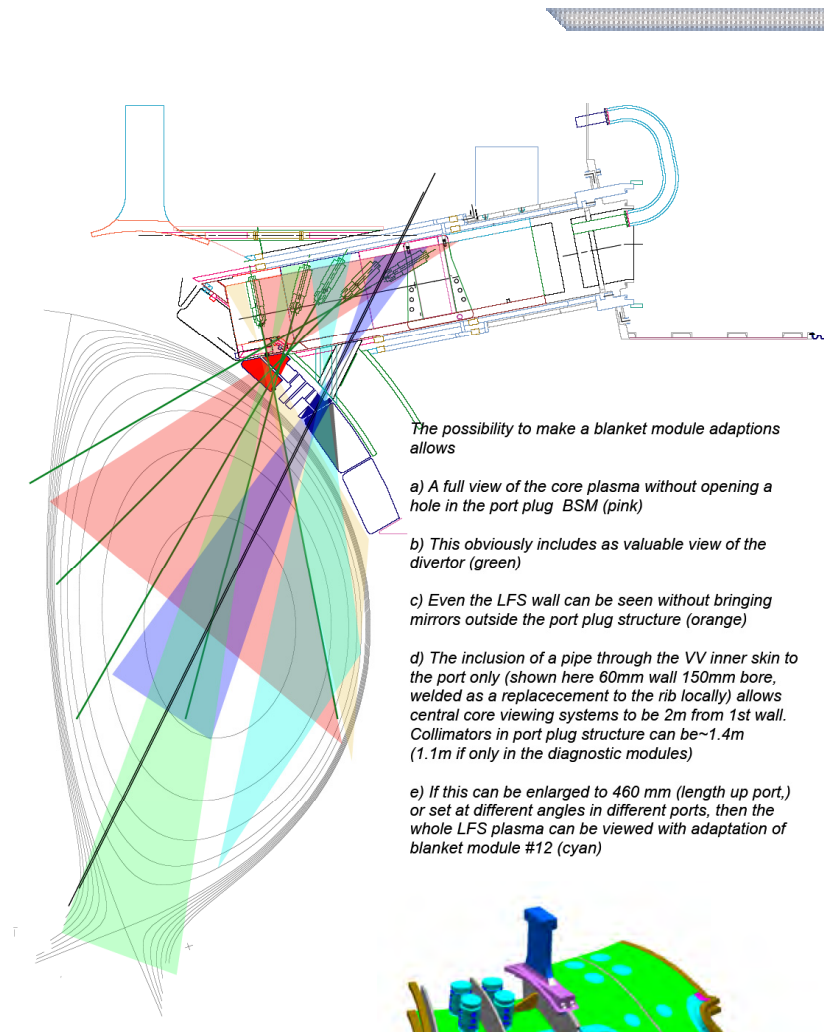 The possibility to make a blanket module adaptions
allows
a) A full view of the core plasma without opening a
hole in the port plug BSM (pink)
b) This obviously includes as valuable view of the
divertor (green)
c) Even the LFS wall can be seen without bringing
mirrors outside the port plug structure (orange)
d) The inclusion of a pipe through the VV inner skin to
the port only (shown here 60mm wall 150mm bore,
welded as a replacecement to the rib locally) allows
central core viewing systems to be 2m from 1st wall.
Collimators in port plug structure can be~1.4m
(1.1m if only in the diagnostic modules)
e) If this can be enlarged to 460 mm (length up port,)
or set at different angles in different ports, then the
whole LFS plasma can be viewed with adaptation of
blanket module #12 (cyan)